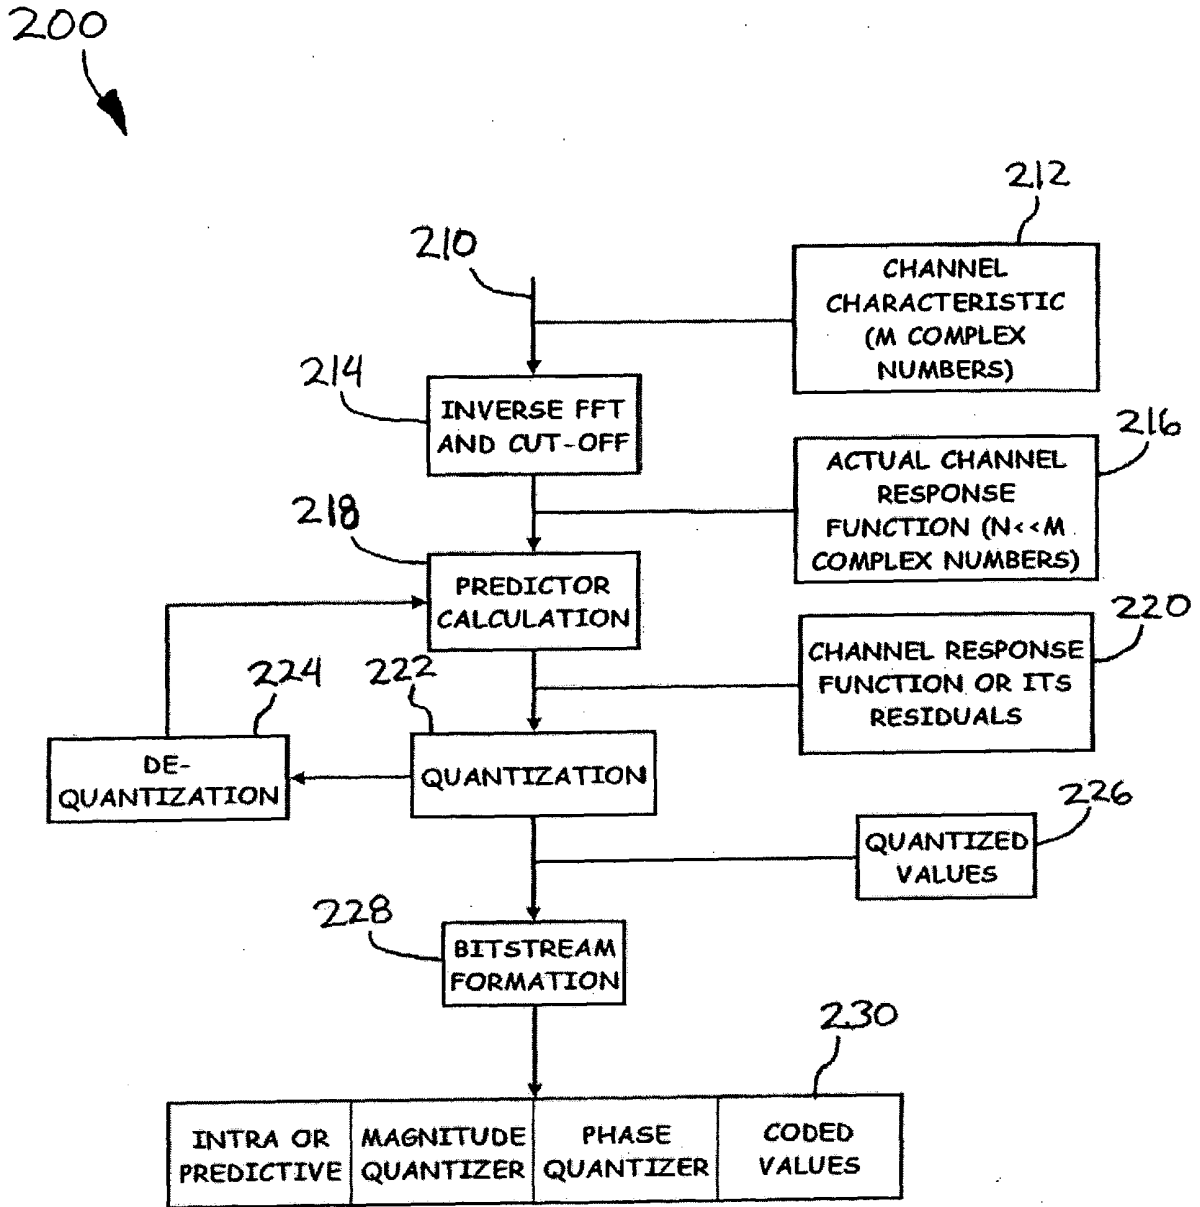 200
212
210
CHANNEL
CHARACTERISTIC
(M COMPLEX
NUMBERS)
214
INVERSE FFT
AND CUT-OFF
216
ACTUAL CHANNEL
RESPONSE
FUNCTION (N<<M
COMPLEX NUMBERS)
218
PREDICTOR
CALCULATION
220
CHANNEL RESPONSE
FUNCTION OR ITS
RESIDUALS
224
222
DE-
QUANTIZATION
QUANTIZATION
226
QUANTIZED
VALUES
228
BITSTREAM
FORMATION
230
INTRA OR
PREDICTIVE
MAGNITUDE
QUANTIZER
PHASE
QUANTIZER
CODED
VALUES